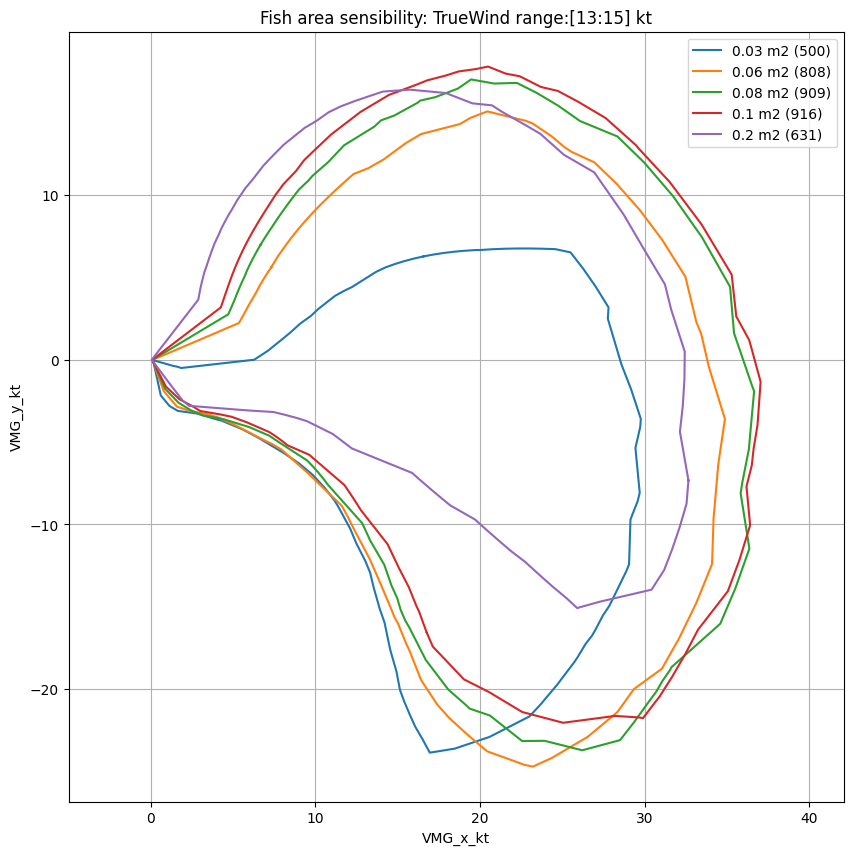 Fish area sensibility: TrueWind range:[13:15] kt
0.03 m2 (500)
0.06 m2 (808)
0.08 m2 (909)
0.1 m2 (916)
0.2 m2 (631)
VMG_y_kt
10
0
−10
−20
0
10
20
30
40
VMG_x_kt